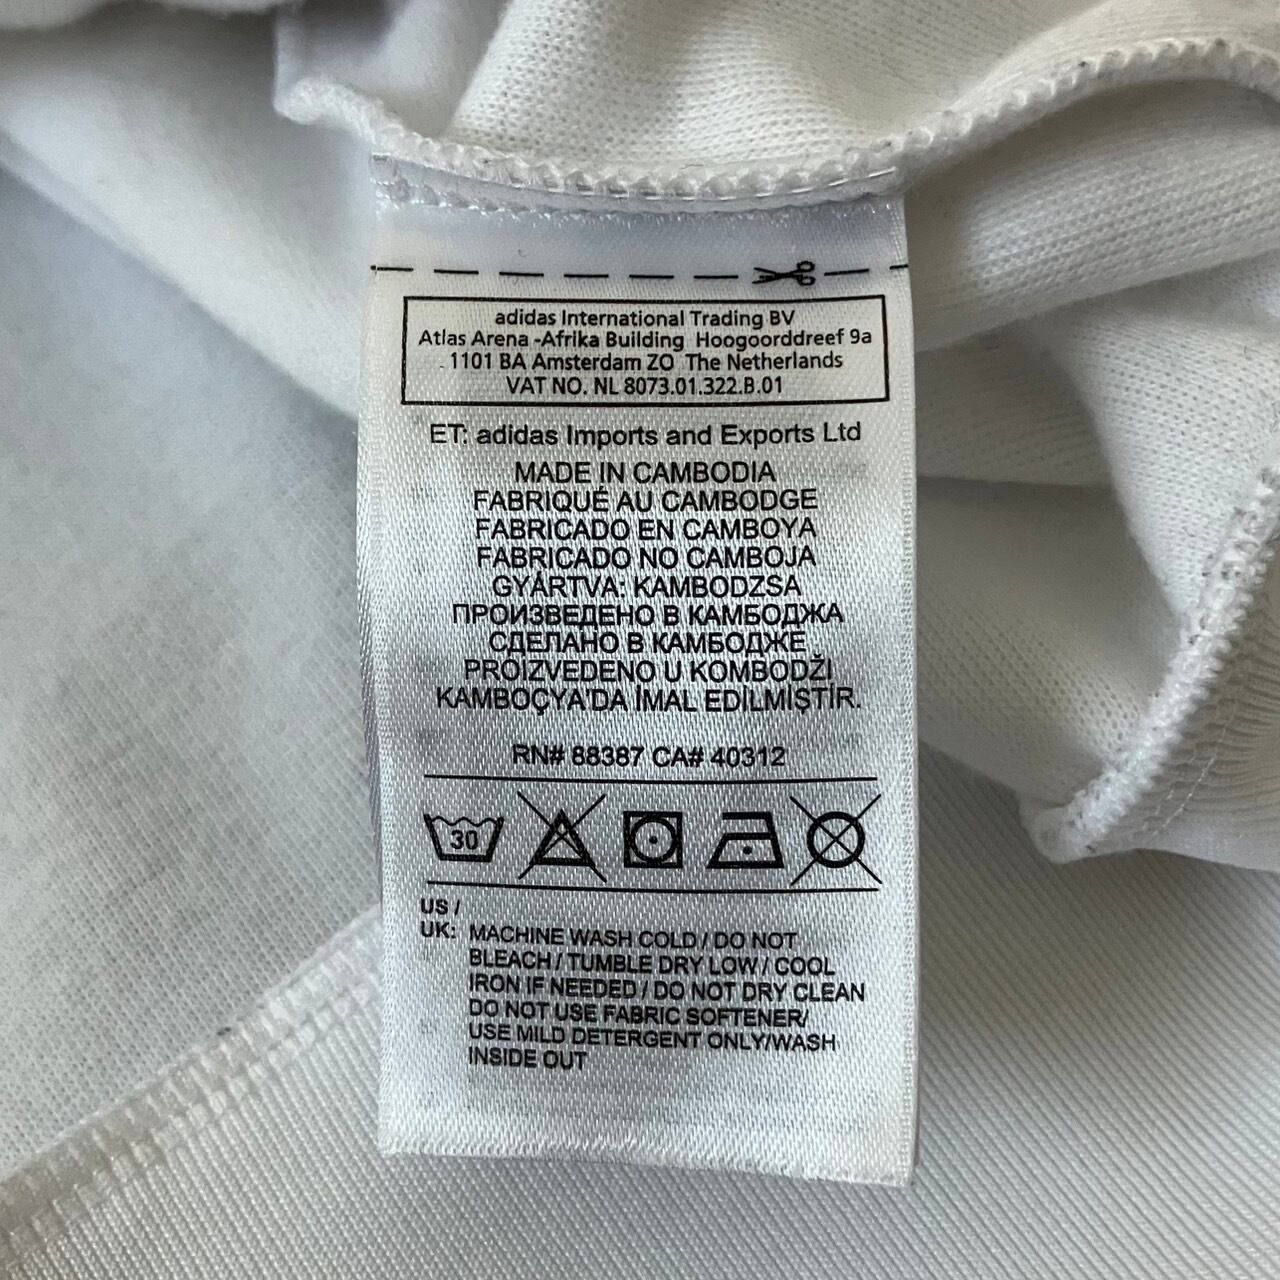 adidas International Trading BV
Atlas Arena -Afrika Building Hoogoorddreef 9a
1101 BA Amsterdam ZO The Netherlands
VAT NO. NL 8073.01.322.B.01
ET: adidas Imports and Exports Ltd
MADE IN CAMBODIA
FABRIQUÉ AU CAMBODGE
FABRICADO EN CAMBOYA
FABRICADO NO CAMBOJA
GYÁRTVA: KAMBODZSA
ПРОИЗВЕДЕНО В КАМБОДЖА
СДЕЛАНО В КАМБОДЖЕ
PROIZVEDENO U KOMBODŽI
KAMBOÇYA'DA İMAL EDİLMİŞTİR.
RN# 88387 CA# 40312
30
US /
UK: MACHINE WASH COLD / DO NOT
BLEACH / TUMBLE DRY LOW / COOL
IRON IF NEEDED / DO NOT DRY CLEAN
DO NOT USE FABRIC SOFTENER/
USE MILD DETERGENT ONLY/WASH
INSIDE OUT